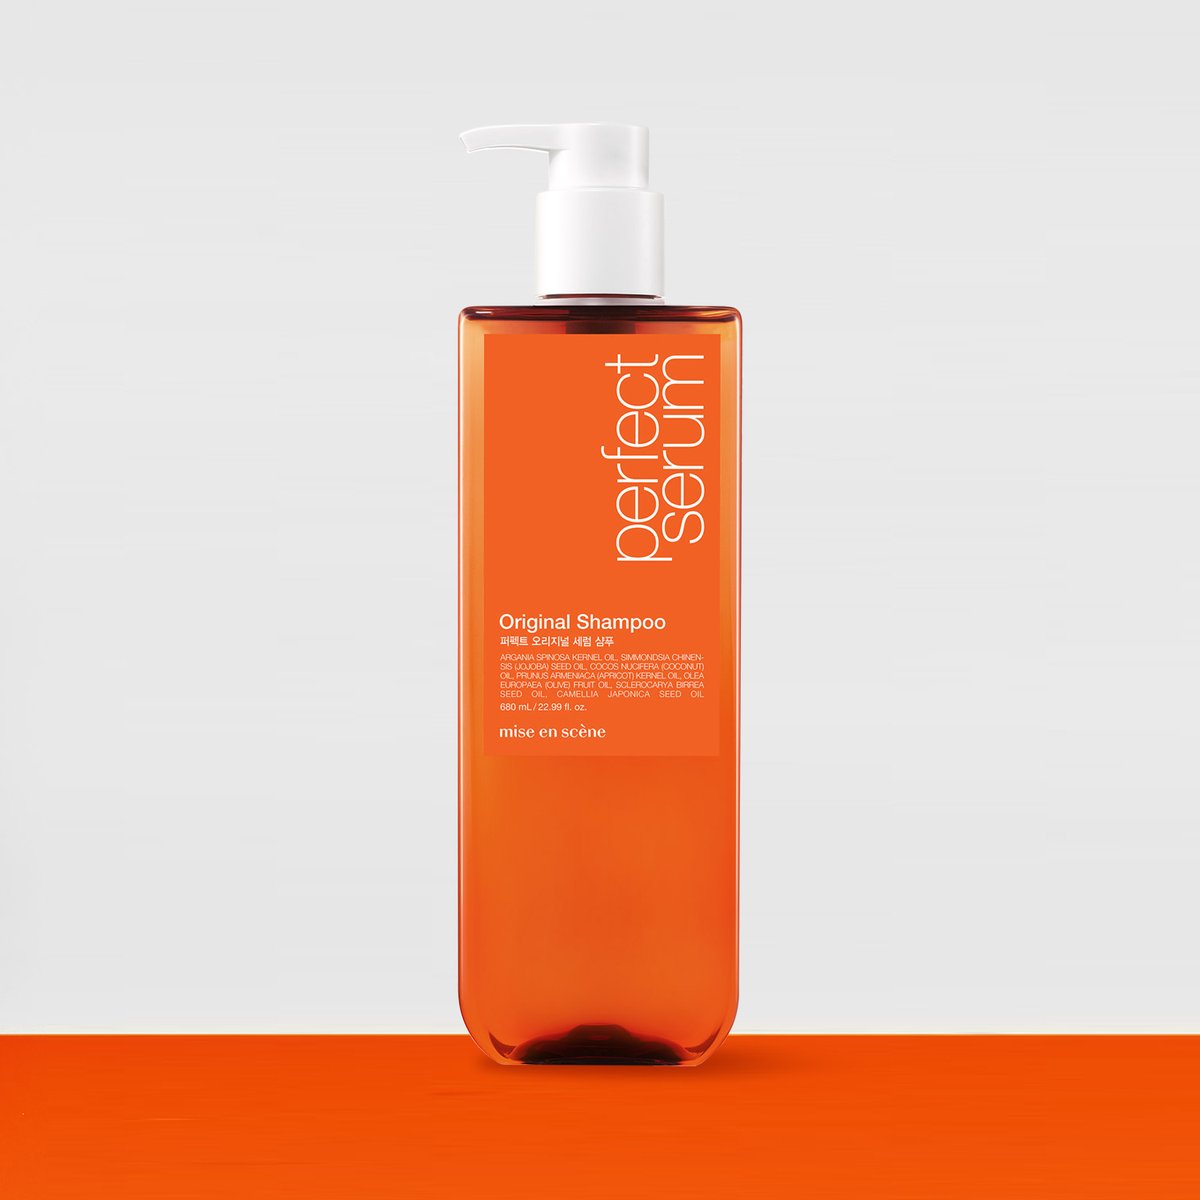 perfect
serum
Original Shampoo
퍼펙트 오리지널 세럼 샴푸
ARGANIA SPINOSA KERNEL OIL, SIMMONDSIA CHINEN-
SIS (JOJOBA) SEED OIL, COCOS NUCIFERA (COCONUT)
OIL, PRUNUS ARMENIACA (APRICOT) KERNEL OIL, OLEA
EUROPAEA (OLIVE) FRUIT OIL, SCLEROCARYA BIRREA
SEED OIL, CAMELLIA JAPONICA SEED OIL
680 mL / 22.99 fl. oz.
mise en scène